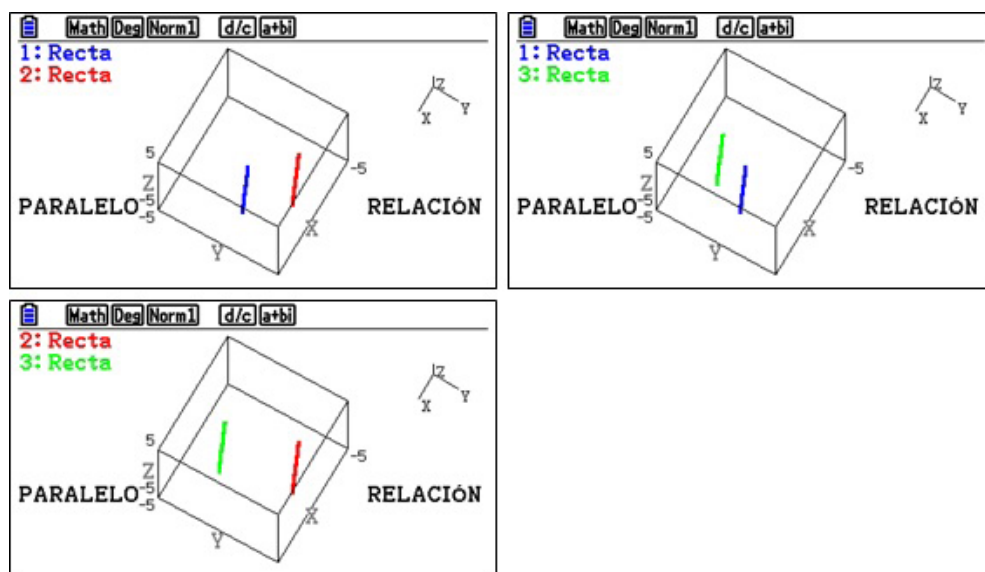 Math Deg Norm1 d/c a+bi
1: Recta
2: Recta
Z
X Y
5
-5
Z
-5
-5
PARALELO
RELACIÓN
X
Y
Math Deg Norm1 d/c a+bi
1: Recta
3: Recta
Z
X Y
5
-5
Z
-5
-5
PARALELO
RELACIÓN
X
Y
Math Deg Norm1 d/c a+bi
2: Recta
3: Recta
Z
X Y
5
-5
Z
-5
-5
PARALELO
RELACIÓN
X
Y